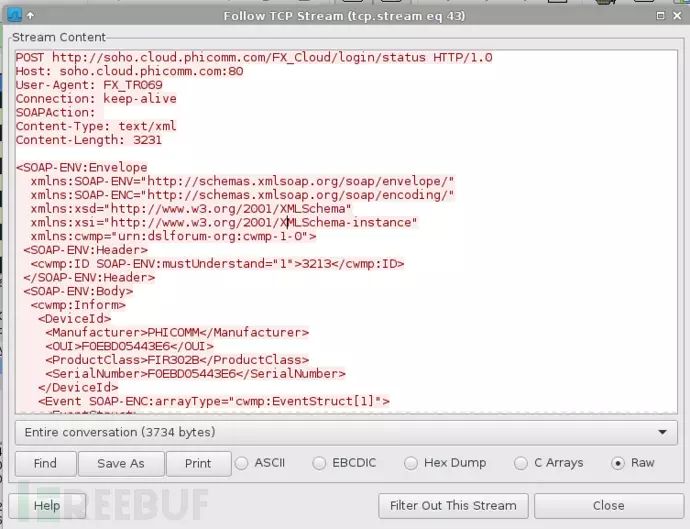 Follow TCP Stream (tcp.stream eq 43)
Stream Content
POST http://soho.cloud.phicomm.com/FX_Cloud/login/status HTTP/1.0
Host: soho.cloud.phicomm.com:80
User-Agent: FX_TR069
Connection: keep-alive
SOAPAction:
Content-Type: text/xml
Content-Length: 3231
<SOAP-ENV:Envelope
xmlns:SOAP-ENV="http://schemas.xmlsoap.org/soap/envelope/"
xmlns:SOAP-ENC="http://schemas.xmlsoap.org/soap/encoding/"
xmlns:xsd="http://www.w3.org/2001/XMLSchema"
xmlns:xsi="http://www.w3.org/2001/XMLSchema-instance"
xmlns:cwmp="urn:dslforum-org:cwmp-1-0">
<SOAP-ENV:Header>
<cwmp:ID SOAP-ENV:mustUnderstand="1">3213</cwmp:ID>
</SOAP-ENV:Header>
<SOAP-ENV:Body>
<cwmp:Inform>
<DeviceId>
<Manufacturer>PHICOMM</Manufacturer>
<OUI>F0EBD05443E6</OUI>
<ProductClass>FIR302B</ProductClass>
<SerialNumber>F0EBD05443E6</SerialNumber>
</DeviceId>
<Event SOAP-ENC:arrayType="cwmp:EventStruct[1]">
Entire conversation (3734 bytes)
Find Save As Print ASCII EBCDIC Hex Dump C Arrays Raw
Help Filter Out This Stream Close
REEBUF